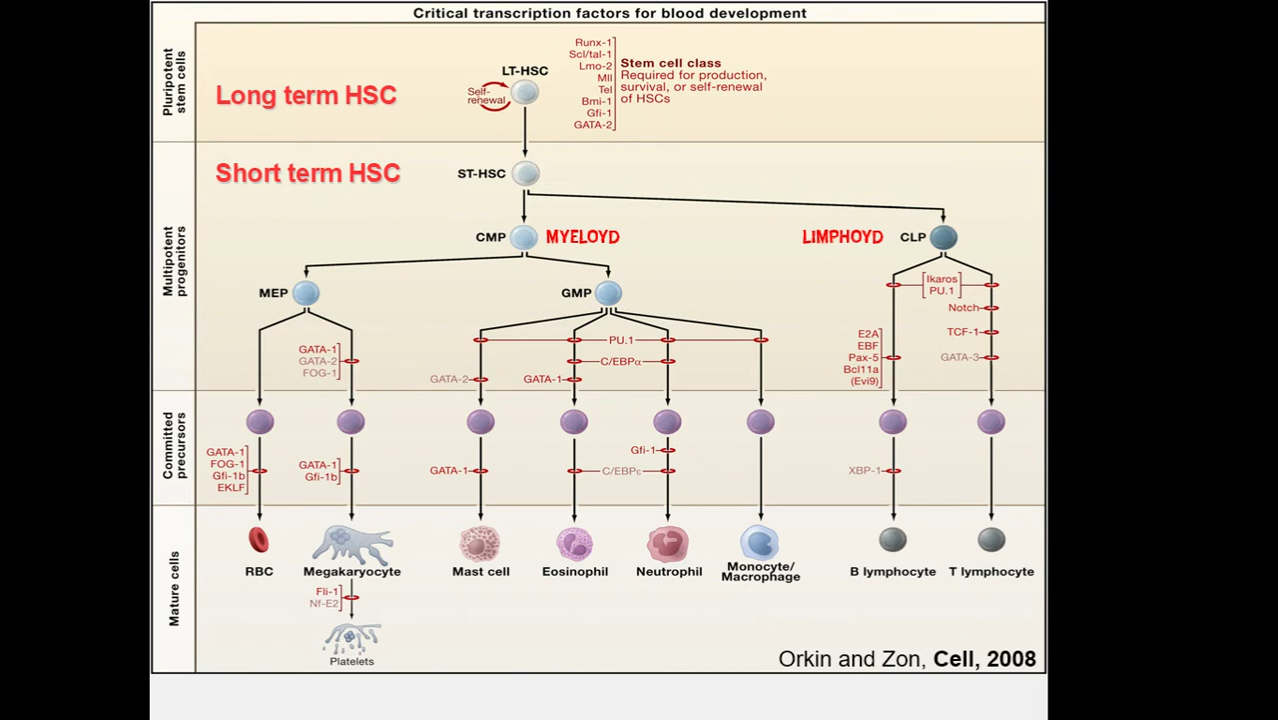 Critical transcription factors for blood development
Pluripotent
stem cells
Long term HSC
LT-HSC
Self-
renewal
Runx-1
Scl/tal-1
Lmo-2
Mll
Tel
Bmi-1
Gfi-1
GATA-2
Stem cell class
Required for production,
survival, or self-renewal
of HSCs
Short term HSC
ST-HSC
Multipotent
progenitors
CMP
MYELOYD
LIMPHOYD
CLP
MEP
GMP
Ikaros
PU.1
Notch
TCF-1
GATA-3
E2A
EBF
Pax-5
Bcl11a
(Evi9)
GATA-1
GATA-2
FOG-1
PU.1
C/EBPα
GATA-2
GATA-1
Committed
precursors
GATA-1
FOG-1
Gfi-1b
EKLF
GATA-1
Gfi-1b
GATA-1
Gfi-1
C/EBPε
XBP-1
Mature cells
RBC
Megakaryocyte
Mast cell
Eosinophil
Neutrophil
Monocyte/
Macrophage
B lymphocyte
T lymphocyte
Fli-1
Nf-E2
Platelets
Orkin and Zon, Cell, 2008